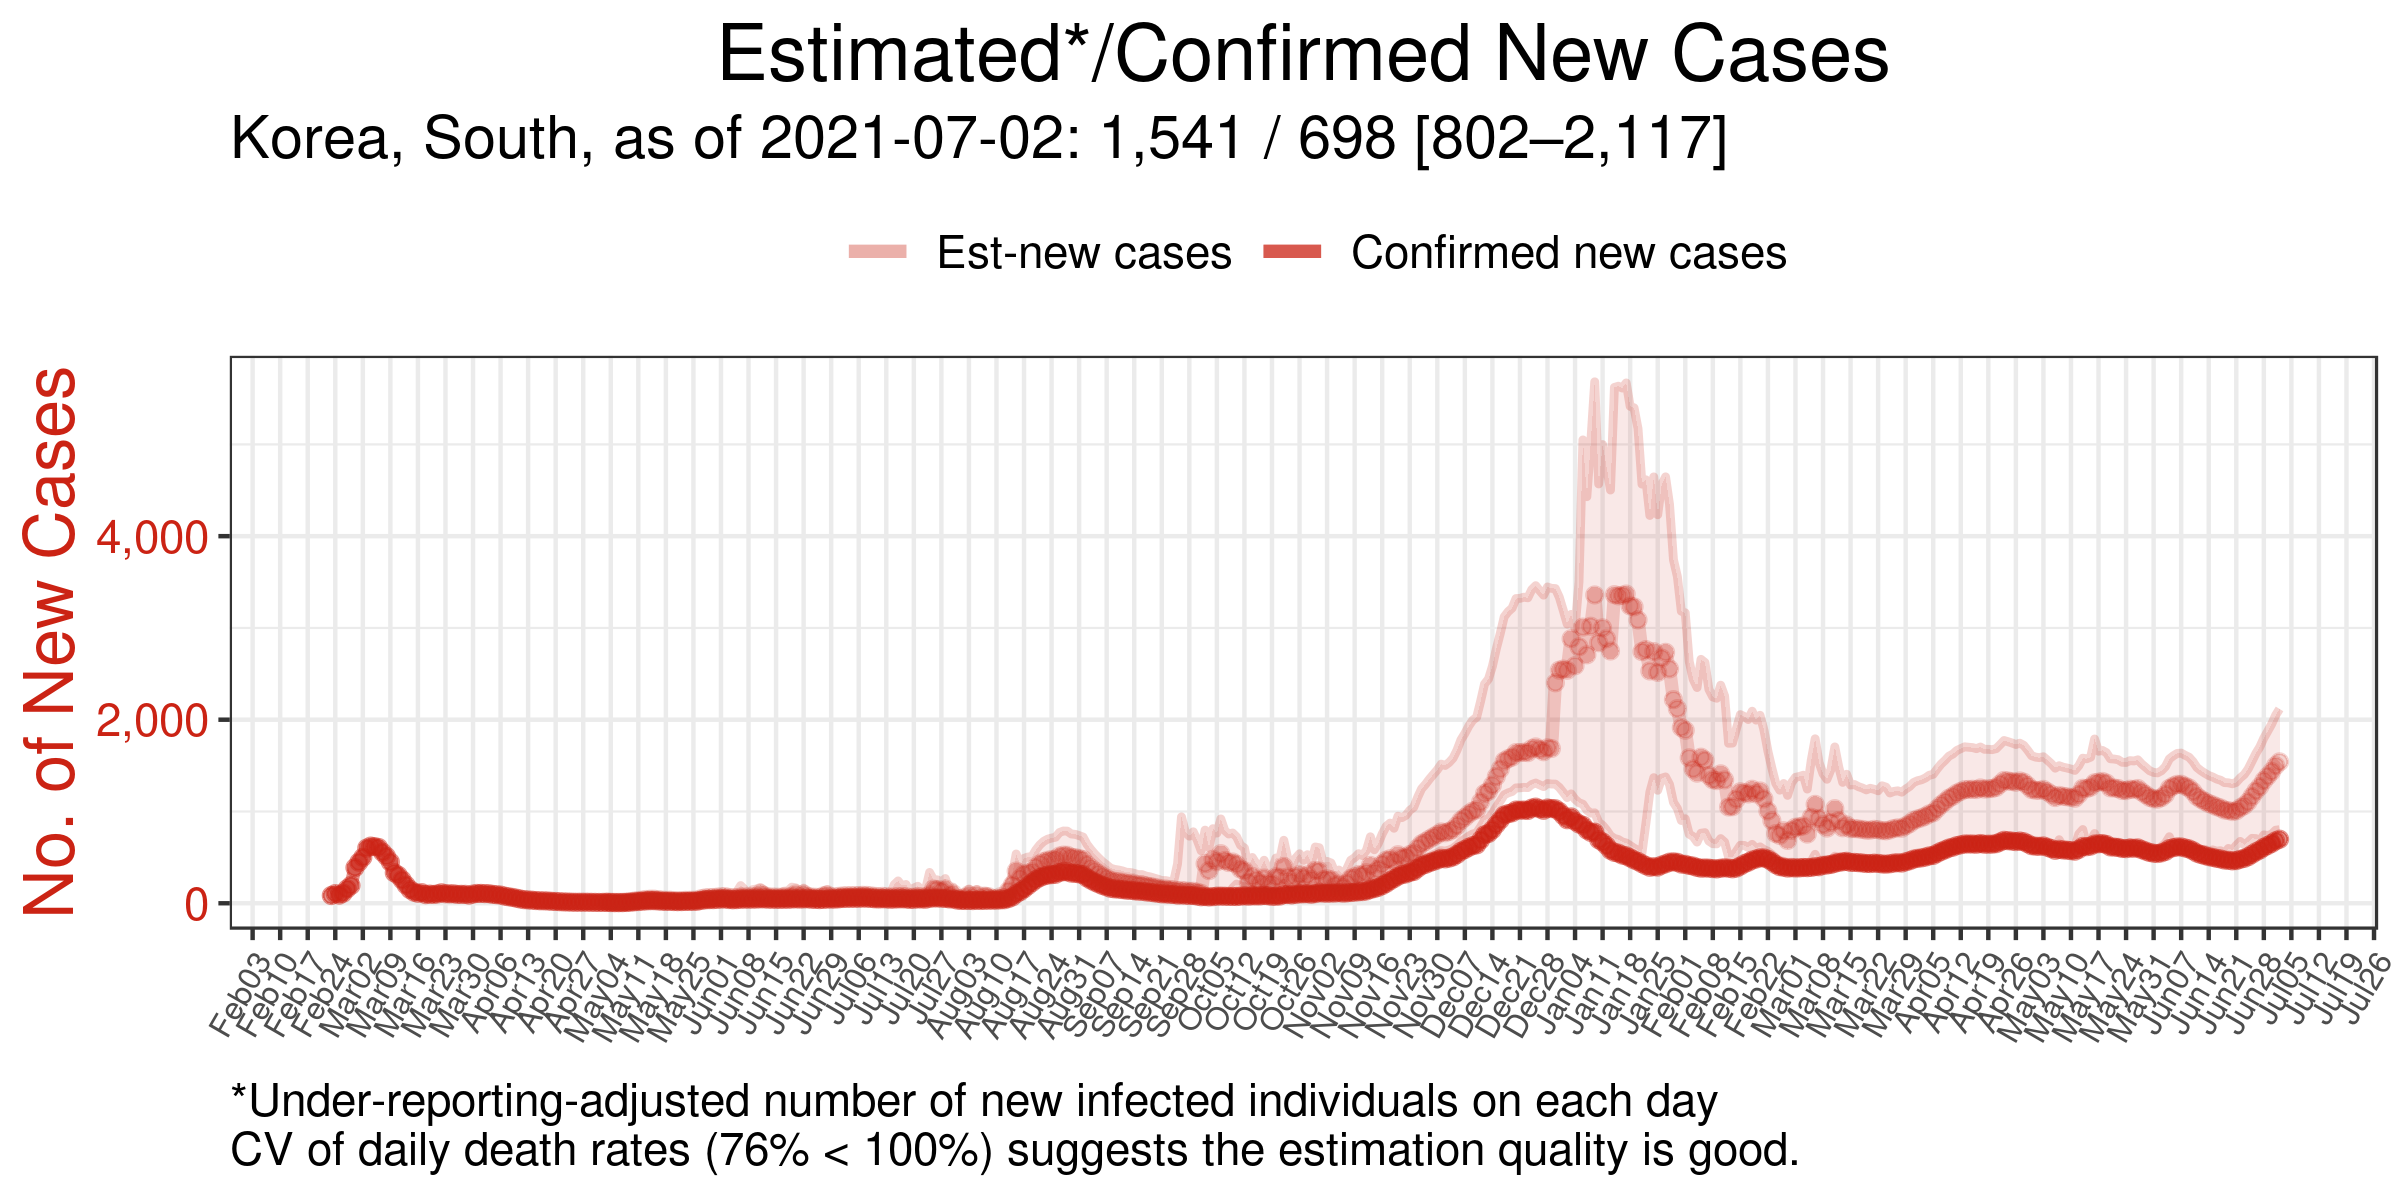 Estimated*/Confirmed New Cases
Korea, South, as of 2021-07-02: 1,541 / 698 [802–2,117]
Est-new cases
Confirmed new cases
No. of New Cases
4,000
2,000
0
Feb03
Feb10
Feb17
Feb24
Mar02
Mar09
Mar16
Mar23
Mar30
Apr06
Apr13
Apr20
Apr27
May04
May11
May18
May25
Jun01
Jun08
Jun15
Jun22
Jun29
Jul06
Jul13
Jul20
Jul27
Aug03
Aug10
Aug17
Aug24
Aug31
Sep07
Sep14
Sep21
Sep28
Oct05
Oct12
Oct19
Oct26
Nov02
Nov09
Nov16
Nov23
Nov30
Dec07
Dec14
Dec21
Dec28
Jan04
Jan11
Jan18
Jan25
Feb01
Feb08
Feb15
Feb22
Mar01
Mar08
Mar15
Mar22
Mar29
Apr05
Apr12
Apr19
Apr26
May03
May10
May17
May24
May31
Jun07
Jun14
Jun21
Jun28
Jul05
Jul12
Jul19
Jul26
*Under-reporting-adjusted number of new infected individuals on each day
CV of daily death rates (76% < 100%) suggests the estimation quality is good.